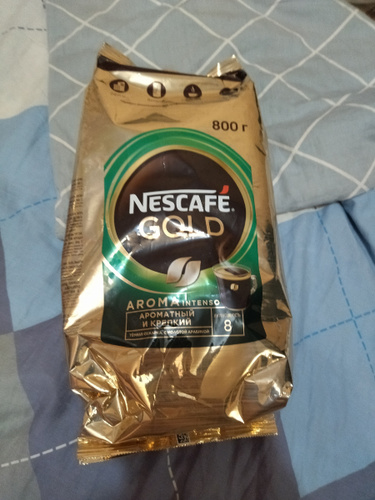 800 г
NESCAFÉ
GOLD
AROMA INTENSO
АРОМАТНЫЙ
И КРЕПКИЙ
8